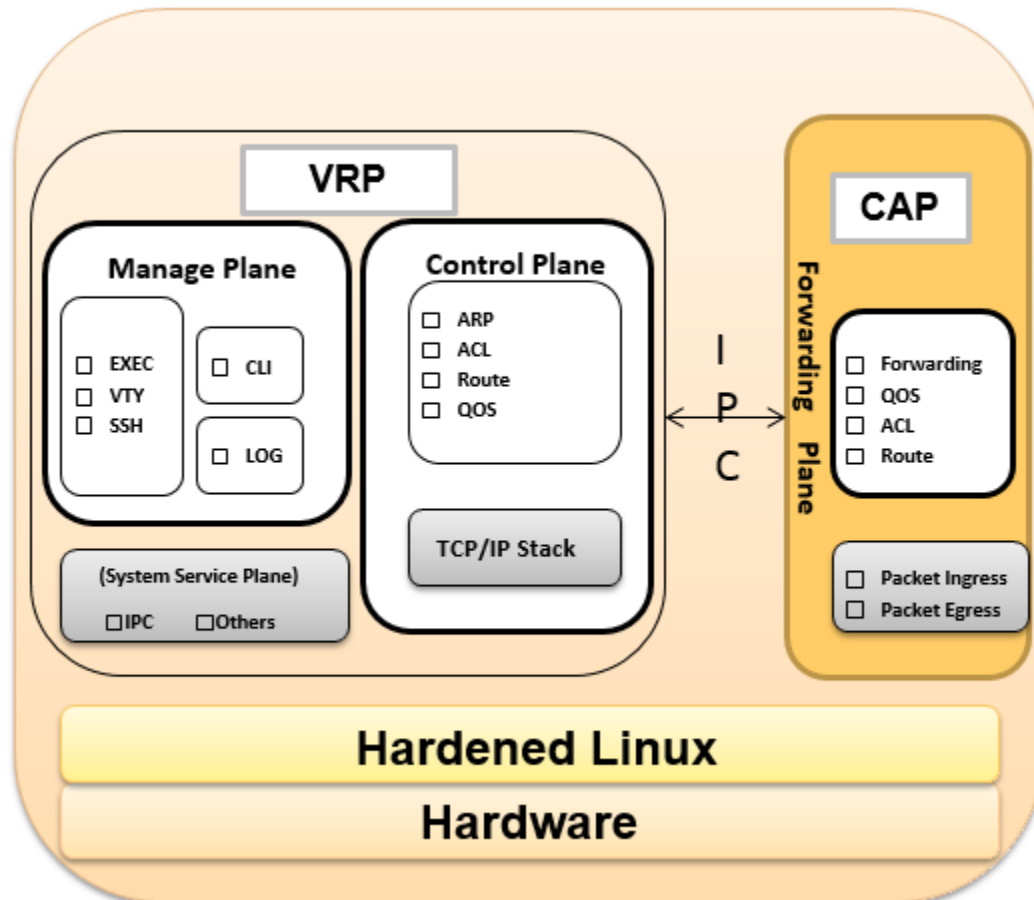 VRP
Manage Plane
EXEC
VTY
SSH
CLI
LOG
(System Service Plane)
IPC
Others
Control Plane
ARP
ACL
Route
QOS
TCP/IP Stack
I
P
C
CAP
Forwarding Plane
Forwarding
QOS
ACL
Route
Packet Ingress
Packet Egress
Hardened Linux
Hardware